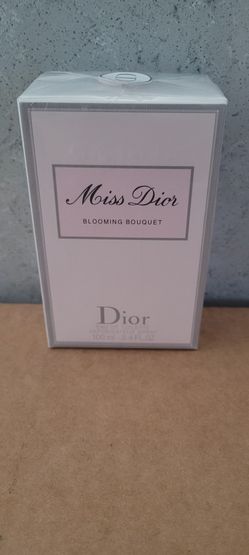 Miss Dior
BLOOMING BOUQUET
Dior
100 ml 3.4 FL.OZ